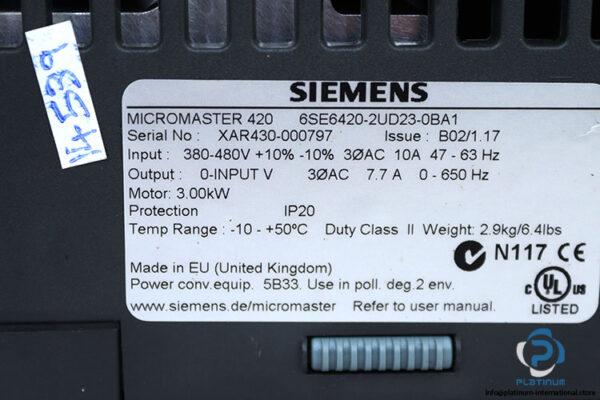 14539
SIEMENS
MICROMASTER 420 6SE6420-2UD23-0BA1
Serial No : XAR430-000797 Issue : B02/1.17
Input : 380-480V +10% -10% 3ØAC 10A 47 - 63 Hz
Output : 0-INPUT V 3ØAC 7.7 A 0 - 650 Hz
Motor: 3.00kW
Protection IP20
Temp Range : -10 - +50ºC Duty Class II Weight: 2.9kg/6.4lbs
N117 CE
Made in EU (United Kingdom)
Power conv.equip. 5B33. Use in poll. deg.2 env.
c UL us
www.siemens.de/micromaster Refer to user manual.
LISTED
PLATINUM
info@platinum-international.store